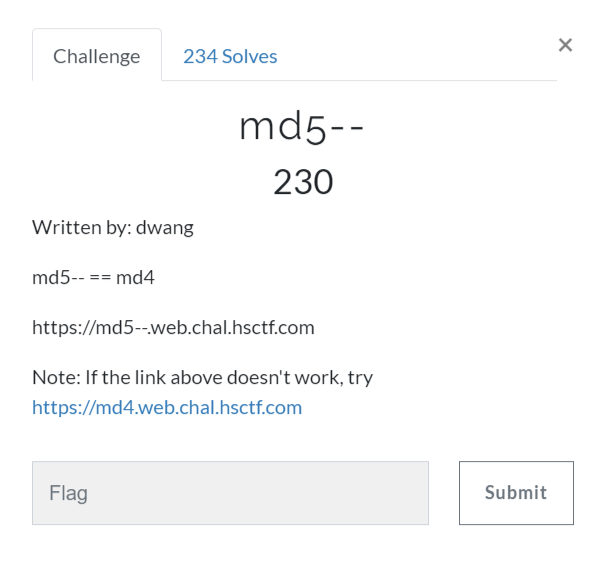 Challenge
234 Solves
×
md5--
230
Written by: dwang
md5-- == md4
https://md5--.web.chal.hsctf.com
Note: If the link above doesn't work, try
https://md4.web.chal.hsctf.com
Flag
Submit